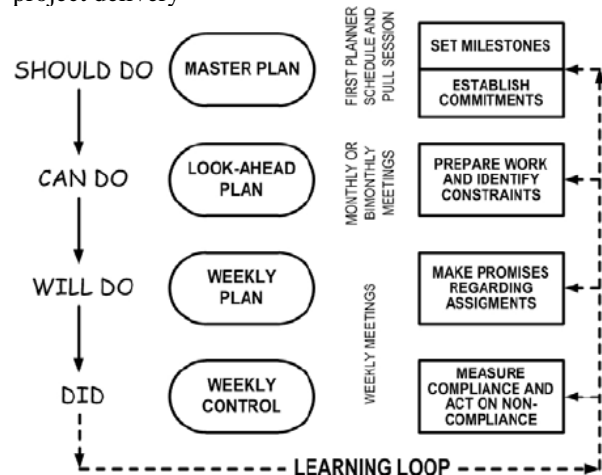 project delivery
SHOULD DO
MASTER PLAN
FIRST PLANNER
SCHEDULE AND
PULL SESSION
SET MILESTONES
ESTABLISH
COMMITMENTS
CAN DO
LOOK-AHEAD
PLAN
MONTHLY OR
BIMONTHLY
MEETINGS
PREPARE WORK
AND IDENTIFY
CONSTRAINTS
WILL DO
WEEKLY
PLAN
WEEKLY MEETINGS
MAKE PROMISES
REGARDING
ASSIGMENTS
DID
WEEKLY
CONTROL
MEASURE
COMPLIANCE AND
ACT ON NON-
COMPLIANCE
LEARNING LOOP